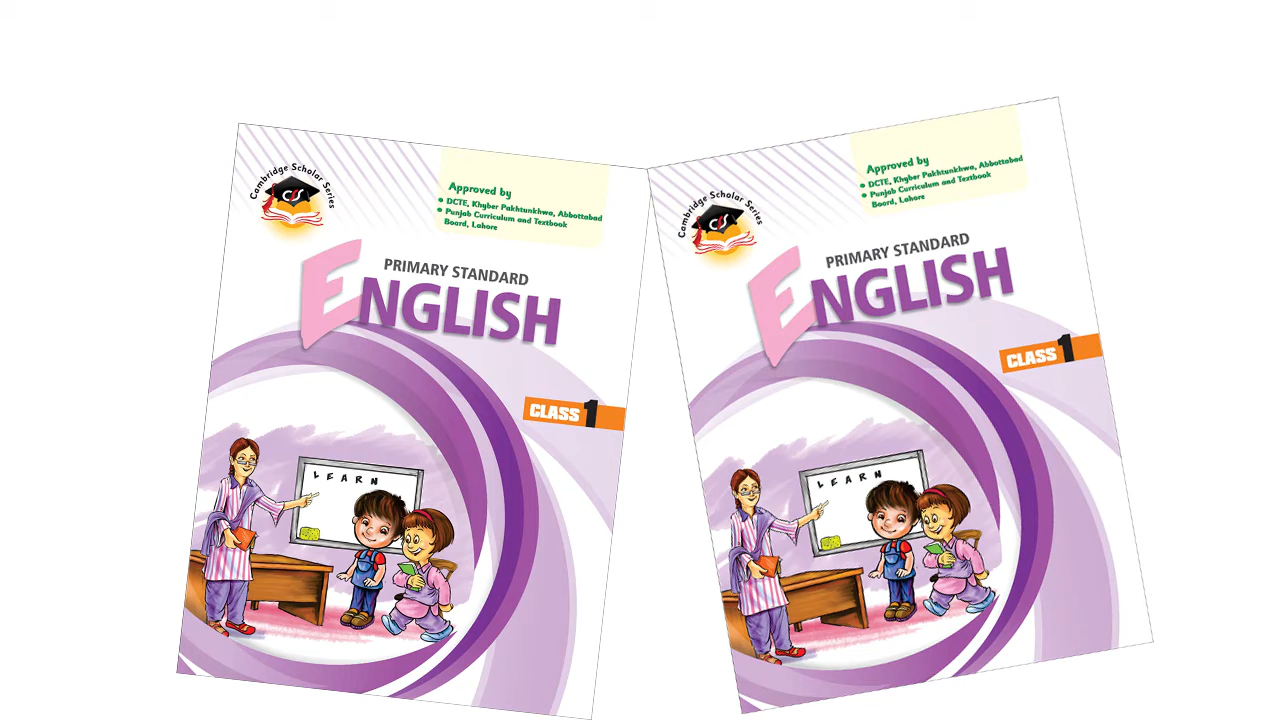 Cambridge Scholar Series
CSS
Approved by
• DCTE, Khyber Pakhtunkhwa, Abbottabad
• Punjab Curriculum and Textbook
Board, Lahore
PRIMARY STANDARD
ENGLISH
CLASS 1
LEARN
Cambridge Scholar Series
CSS
Approved by
• DCTE, Khyber Pakhtunkhwa, Abbottabad
• Punjab Curriculum and Textbook
Board, Lahore
PRIMARY STANDARD
ENGLISH
CLASS 1
LEARN